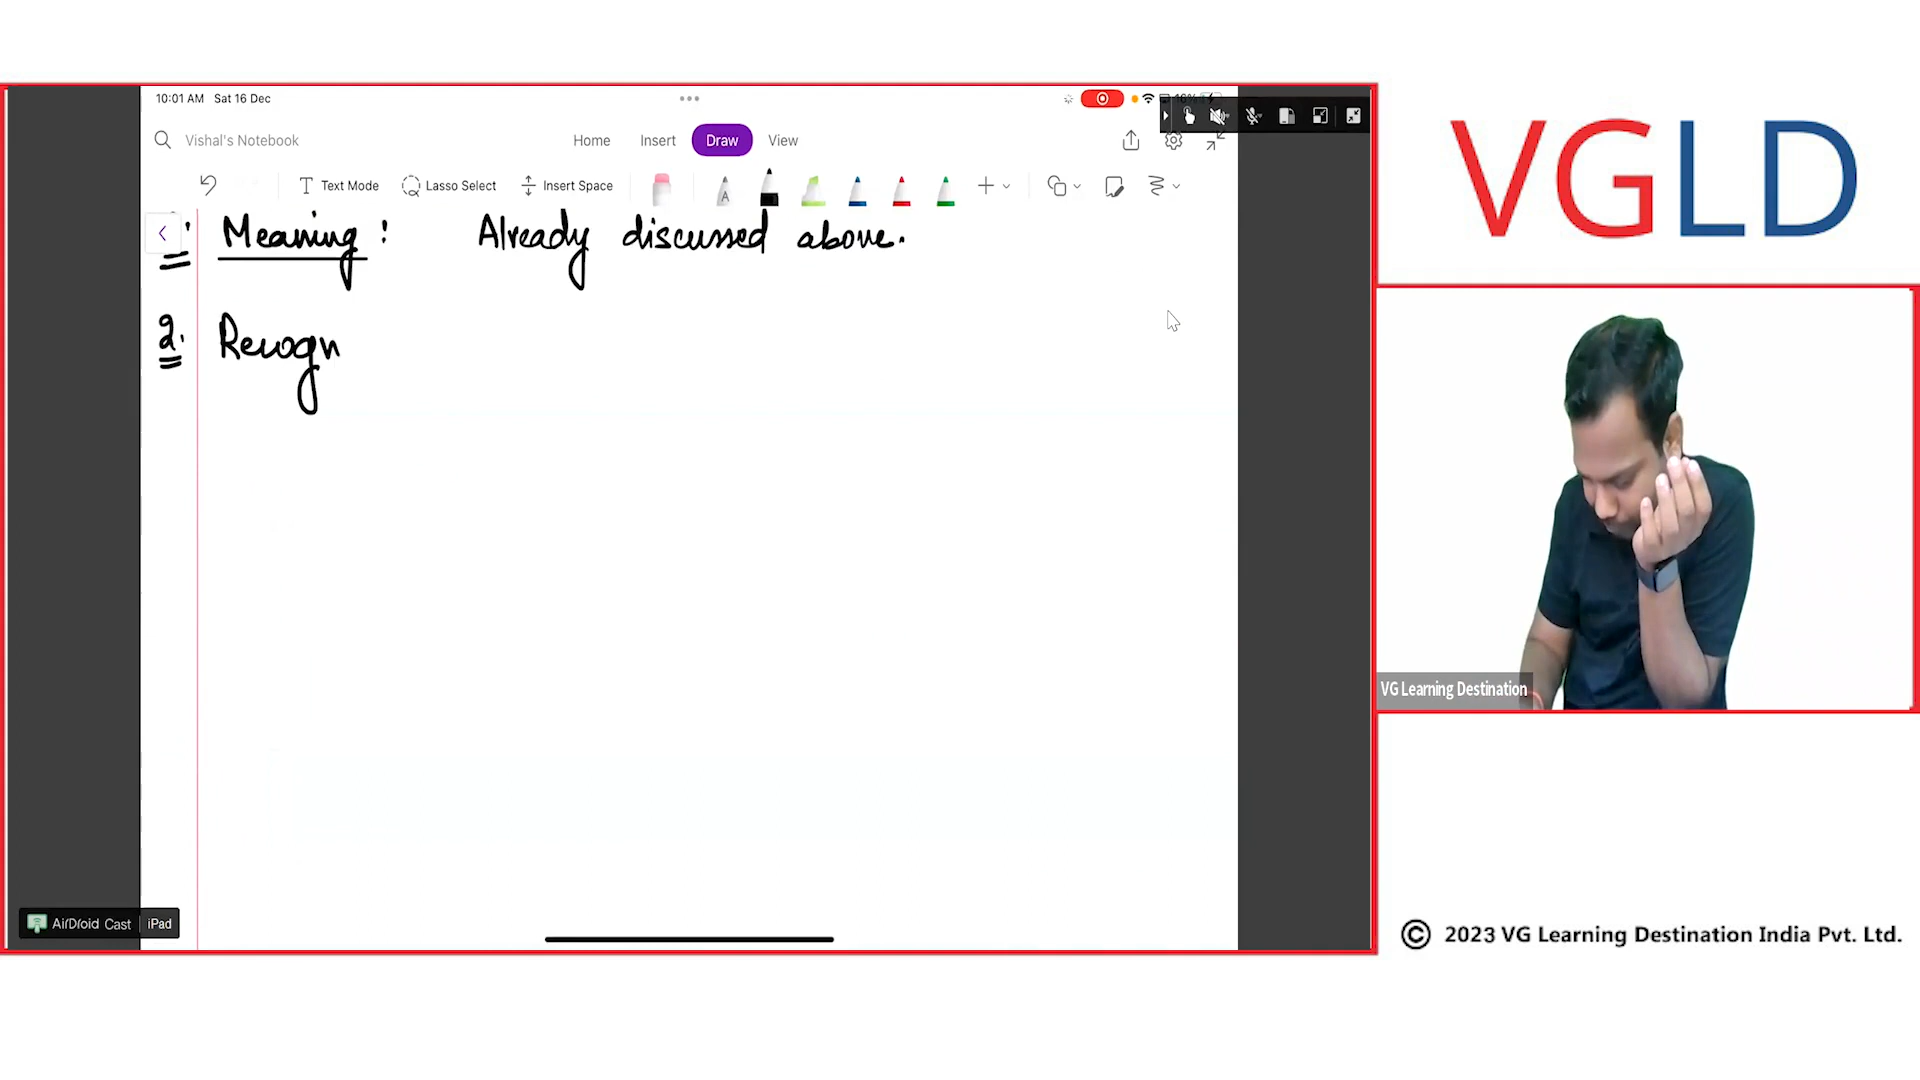 10:01 AM Sat 16 Dec
16%
VGLD
Vishal's Notebook
Home Insert Draw View
Text Mode Lasso Select Insert Space
A
1. Meaning : Already discussed above.
2. Recogn
VG Learning Destination
AirDroid Cast iPad
© 2023 VG Learning Destination India Pvt. Ltd.